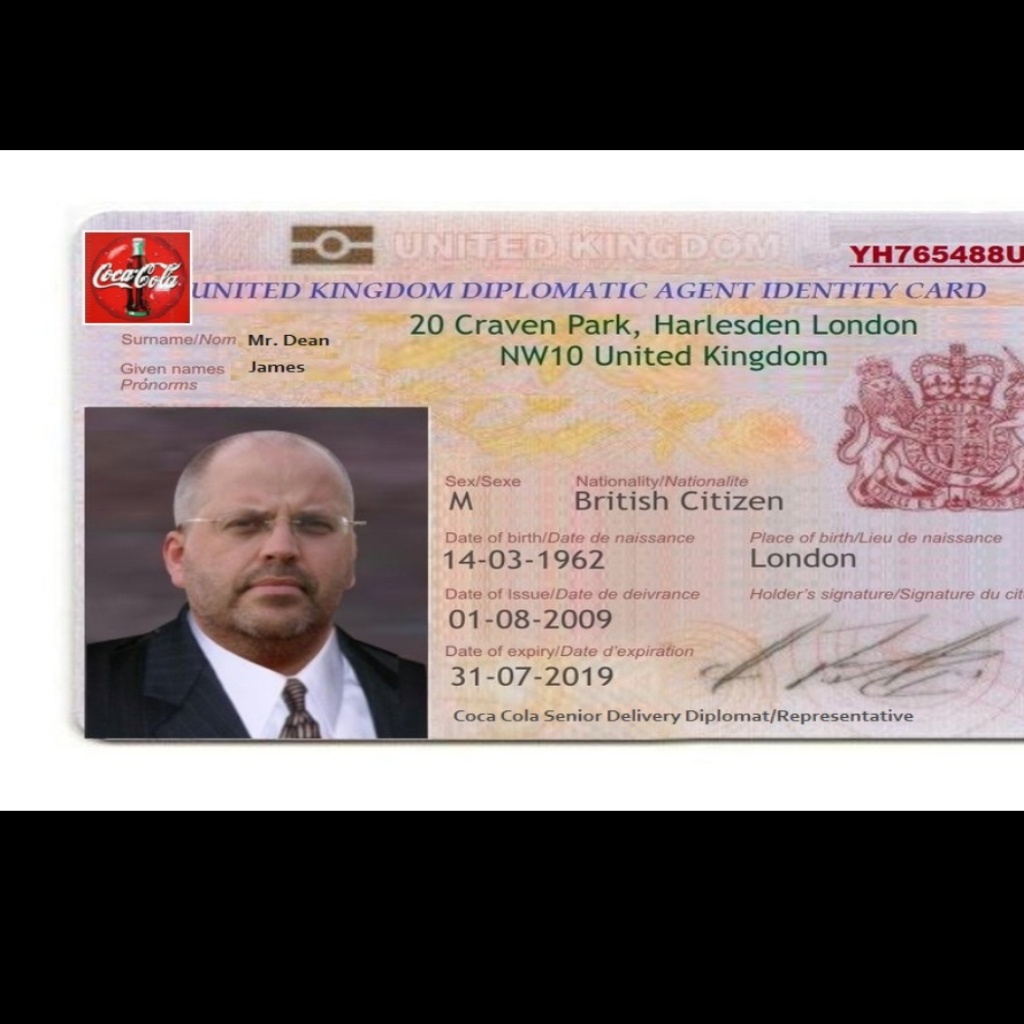 UNITED KINGDOM
YH765488U
Coca-Cola
UNITED KINGDOM DIPLOMATIC AGENT IDENTITY CARD
Surname/Nom Mr. Dean
20 Craven Park, Harlesden London
NW10 United Kingdom
Given names James
Prénorms
Sex/Sexe Nationality/Nationalite
M British Citizen
Date of birth/Date de naissance Place of birth/Lieu de naissance
14-03-1962 London
Date of Issue/Date de deivrance Holder's signature/Signature du cit
01-08-2009
Date of expiry/Date d'expiration
31-07-2019
Coca Cola Senior Delivery Diplomat/Representative